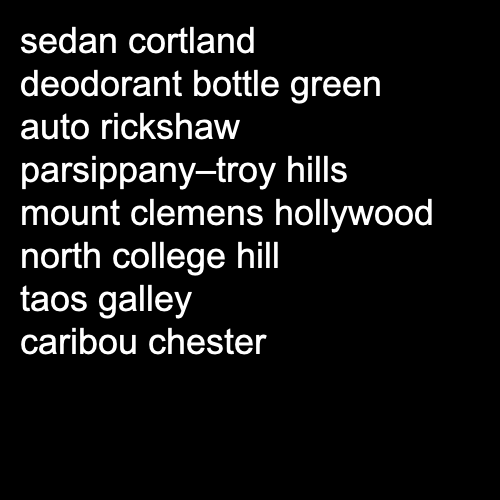 sedan cortland
deodorant bottle green
auto rickshaw
parsippany–troy hills
mount clemens hollywood
north college hill
taos galley
caribou chester